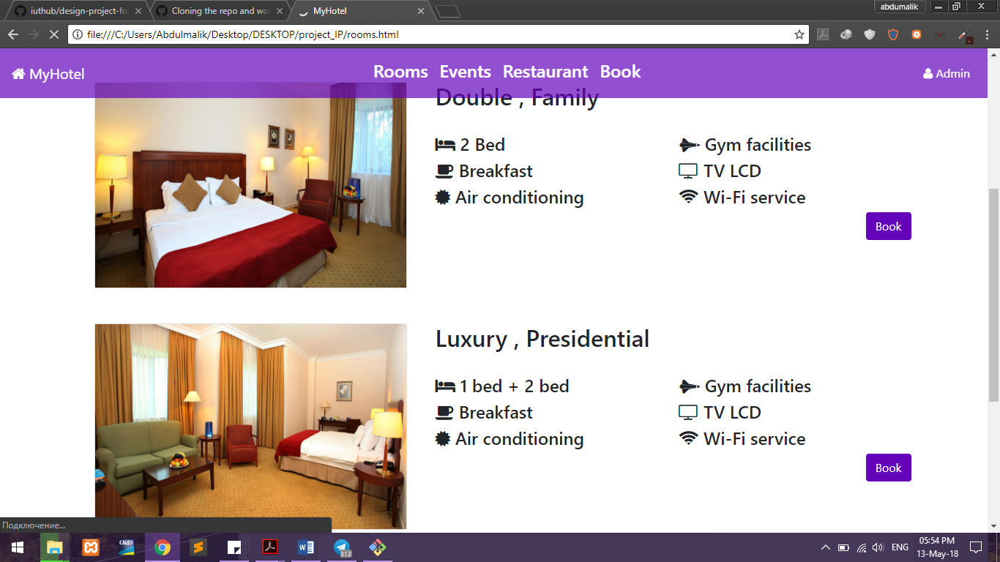 iuthub/design-project-fo
Cloning the repo and wo
MyHotel
abdumalik
file:///C:/Users/Abdulmalik/Desktop/DESKTOP/project_IP/rooms.html
MyHotel
Rooms Events Restaurant Book
Admin
Double , Family
2 Bed
Gym facilities
Breakfast
TV LCD
Air conditioning
Wi-Fi service
Book
Luxury , Presidential
1 bed + 2 bed
Gym facilities
Breakfast
TV LCD
Air conditioning
Wi-Fi service
Book
Подключение...
CALD3
312
ENG
05:54 PM
13-May-18